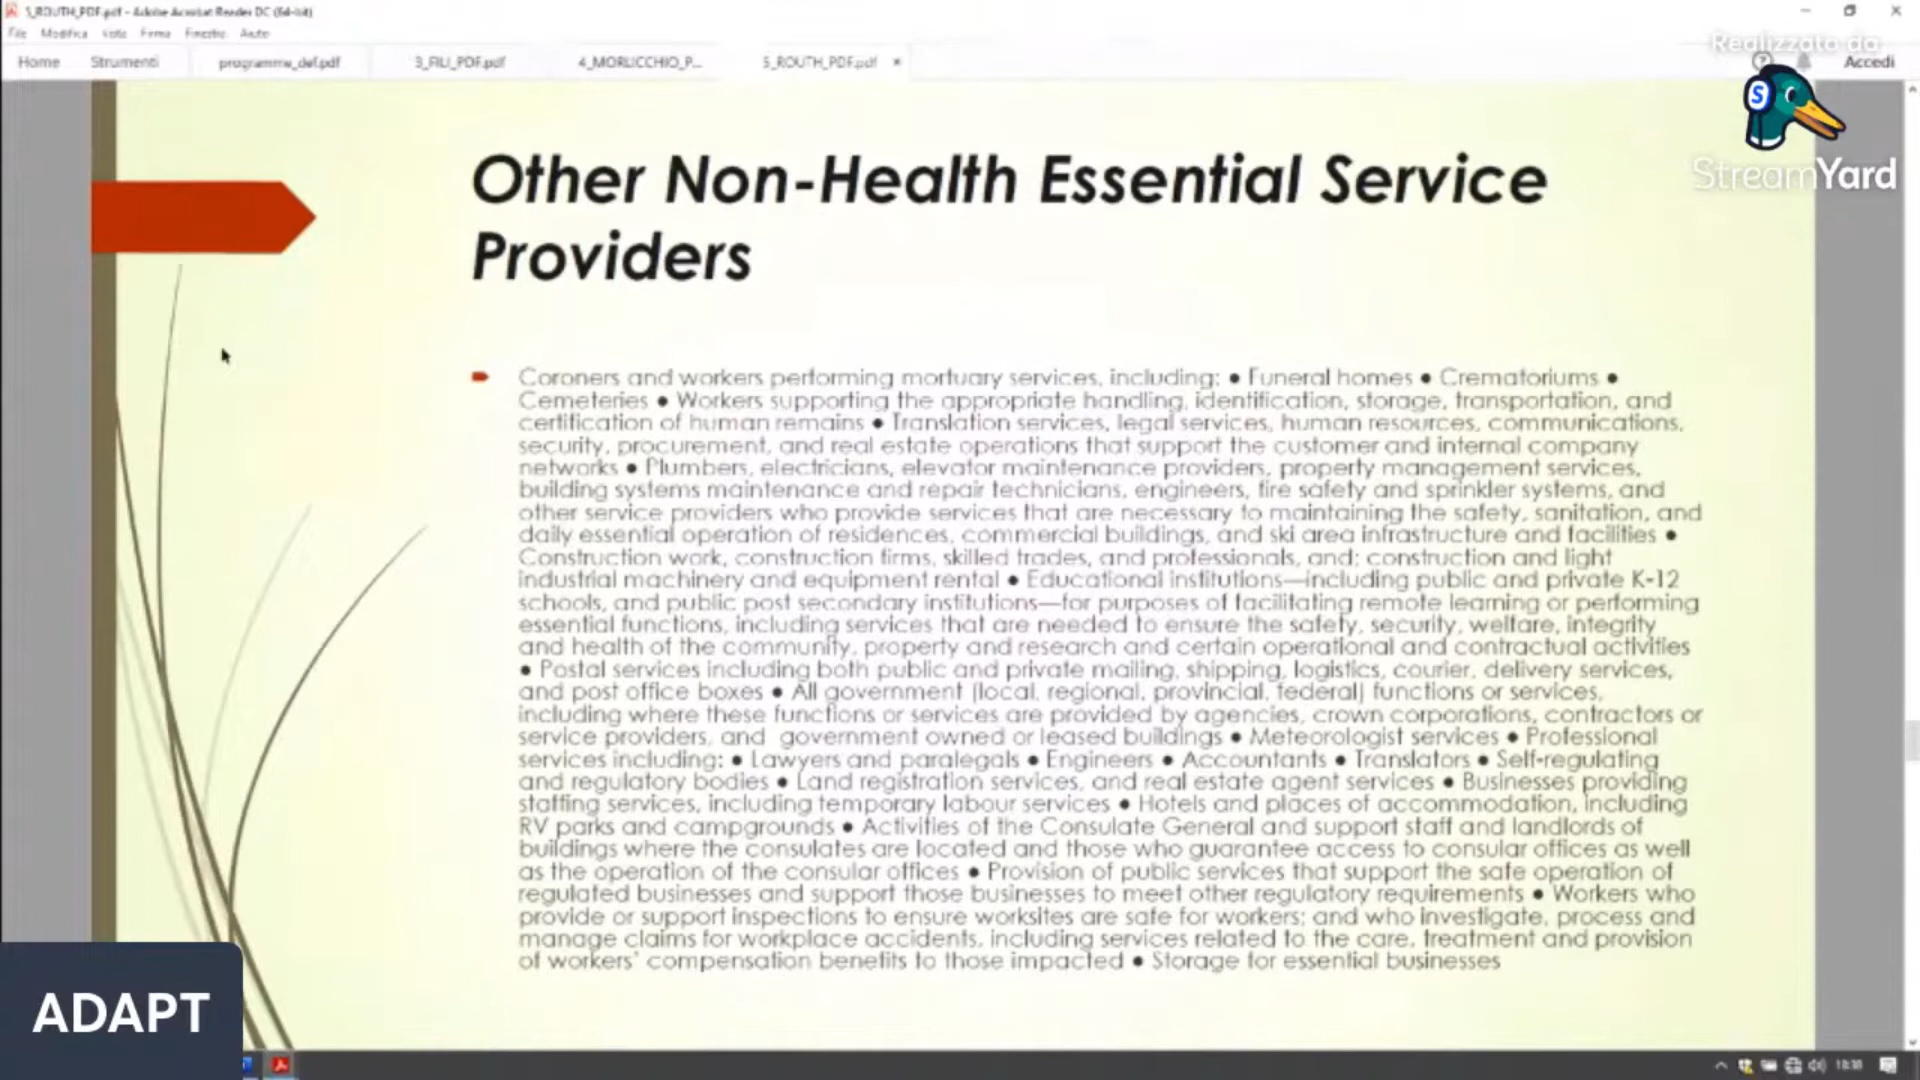 5_ROUTH_PDF.pdf - Adobe Acrobat Reader DC (64-bit)
File Modifica Vista Firma Finestra Aiuto
Home Strumenti programme_def.pdf 3_FILI_PDF.pdf 4_MORLICCHIO_P... 5_ROUTH_PDF.pdf × Accedi
Realizzato da
StreamYard
Other Non-Health Essential Service
Providers
Coroners and workers performing mortuary services, including: ● Funeral homes ● Crematoriums ●
Cemeteries ● Workers supporting the appropriate handling, identification, storage, transportation, and
certification of human remains ● Translation services, legal services, human resources, communications,
security, procurement, and real estate operations that support the customer and internal company
networks ● Plumbers, electricians, elevator maintenance providers, property management services,
building systems maintenance and repair technicians, engineers, fire safety and sprinkler systems, and
other service providers who provide services that are necessary to maintaining the safety, sanitation, and
daily essential operation of residences, commercial buildings, and ski area infrastructure and facilities ●
Construction work, construction firms, skilled trades, and professionals, and; construction and light
industrial machinery and equipment rental ● Educational institutions—including public and private K-12
schools, and public post secondary institutions—for purposes of facilitating remote learning or performing
essential functions, including services that are needed to ensure the safety, security, welfare, integrity
and health of the community, property and research and certain operational and contractual activities
● Postal services including both public and private mailing, shipping, logistics, courier, delivery services,
and post office boxes ● All government (local, regional, provincial, federal) functions or services,
including where these functions or services are provided by agencies, crown corporations, contractors or
service providers, and government owned or leased buildings ● Meteorologist services ● Professional
services including: ● Lawyers and paralegals ● Engineers ● Accountants ● Translators ● Self-regulating
and regulatory bodies ● Land registration services, and real estate agent services ● Businesses providing
staffing services, including temporary labour services ● Hotels and places of accommodation, including
RV parks and campgrounds ● Activities of the Consulate General and support staff and landlords of
buildings where the consulates are located and those who guarantee access to consular offices as well
as the operation of the consular offices ● Provision of public services that support the safe operation of
regulated businesses and support those businesses to meet other regulatory requirements ● Workers who
provide or support inspections to ensure worksites are safe for workers; and who investigate, process and
manage claims for workplace accidents, including services related to the care, treatment and provision
of workers' compensation benefits to those impacted ● Storage for essential businesses
ADAPT